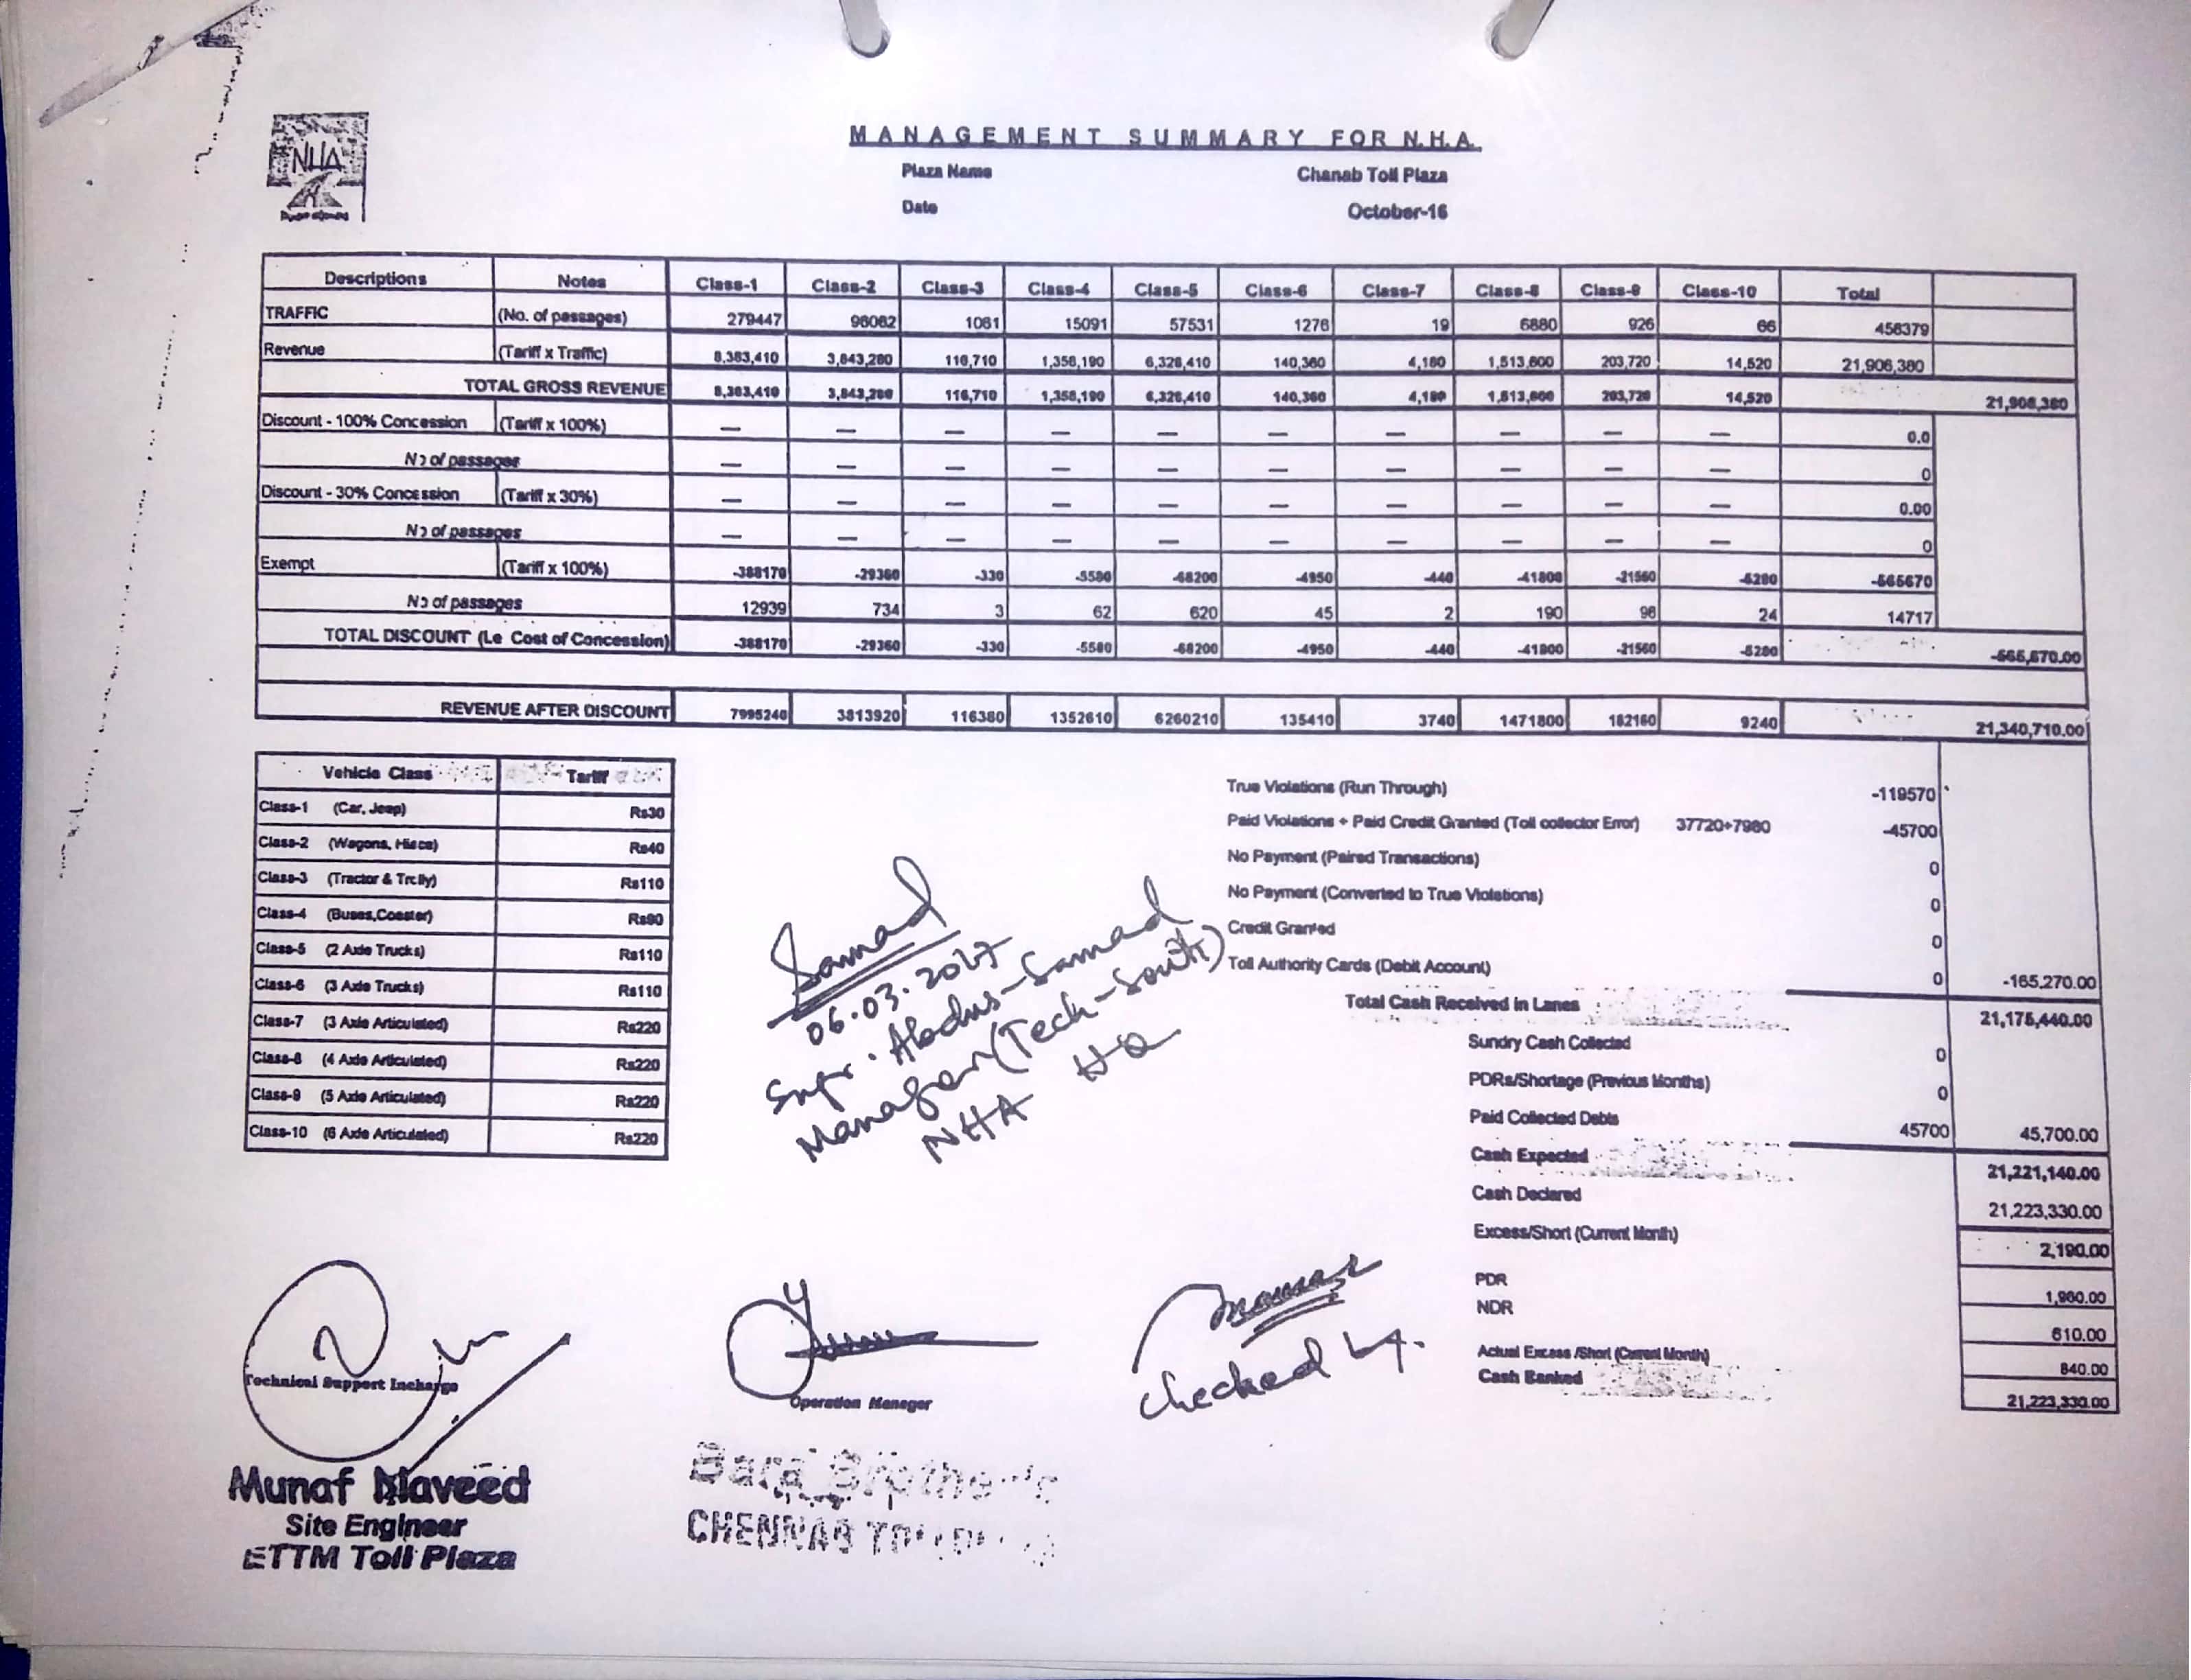 NHA
MANAGEMENT SUMMARY FOR N.H.A.
Plaza Name Chanab Toll Plaza
Date October-16
Descriptions Notes Class-1 Class-2 Class-3 Class-4 Class-5 Class-6 Class-7 Class-8 Class-9 Class-10 Total
TRAFFIC (No. of passages) 279447 96082 1061 15091 57531 1276 19 6880 926 66 458379
Revenue (Tariff x Traffic) 8,383,410 3,843,280 116,710 1,358,190 6,328,410 140,360 4,180 1,513,600 203,720 14,520 21,906,380
TOTAL GROSS REVENUE 8,383,410 3,843,280 116,710 1,358,190 6,328,410 140,360 4,180 1,513,600 203,720 14,520 21,906,380
Discount - 100% Concession (Tariff x 100%) — — — — — — — — — — 0.0
No of passages — — — — — — — — — — 0
Discount - 30% Concession (Tariff x 30%) — — — — — — — — — — 0.00
No of passages — — — — — — — — — — 0
Exempt (Tariff x 100%) -388170 -29360 -330 -5580 -68200 -4950 -440 -41800 -21560 -5280 -565670
No of passages 12939 734 3 62 620 45 2 190 98 24 14717
TOTAL DISCOUNT (I.e Cost of Concession) -388170 -29360 -330 -5580 -68200 -4950 -440 -41800 -21560 -5280 -565,670.00
REVENUE AFTER DISCOUNT 7995240 3813920 116380 1352610 6260210 135410 3740 1471800 182160 9240 21,340,710.00
Vehicle Class Tariff
Class-1 (Car, Jeep) Rs30
Class-2 (Wagons, Hiace) Rs40
Class-3 (Tractor & Trolly) Rs110
Class-4 (Buses,Coaster) Rs90
Class-5 (2 Axle Trucks) Rs110
Class-6 (3 Axle Trucks) Rs110
Class-7 (3 Axle Articulated) Rs220
Class-8 (4 Axle Articulated) Rs220
Class-9 (5 Axle Articulated) Rs220
Class-10 (6 Axle Articulated) Rs220
Samad
06.03.2017
Engr. Abdus-Samad
Manager (Tech-South)
NHA HQ
True Violations (Run Through) -119570
Paid Violations + Paid Credit Granted (Toll collector Error) 37720+7980 -45700
No Payment (Paired Transactions) 0
No Payment (Converted to True Violations) 0
Credit Granted 0
Toll Authority Cards (Debit Account) 0 -165,270.00
Total Cash Received in Lanes 21,175,440.00
Sundry Cash Collected 0
PDRs/Shortage (Previous Months) 0
Paid Collected Debts 45700 45,700.00
Cash Expected 21,221,140.00
Cash Declared 21,223,330.00
Excess/Short (Current Month) 2,190.00
PDR 1,960.00
NDR 610.00
Actual Excess /Short (Current Month) 840.00
Cash Banked 21,223,330.00
Technical Support Incharge
Operation Manager
checked
Munaf Naveed
Site Engineer
ETTM Toll Plaza
Bara Brother's
CHENNAB